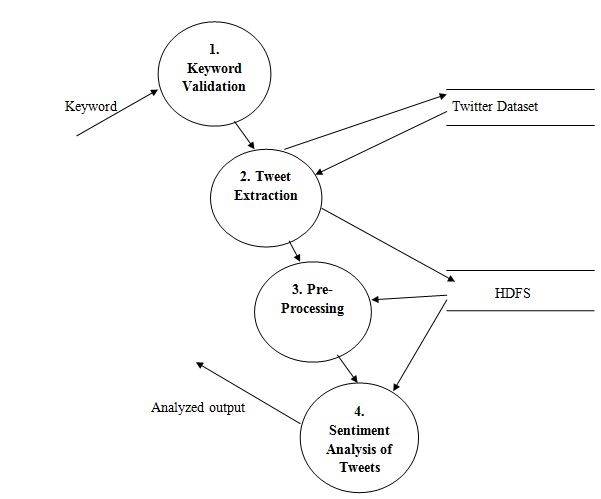 1.
Keyword
Validation
Keyword
Twitter Dataset
2. Tweet
Extraction
3. Pre-
Processing
HDFS
Analyzed output
4.
Sentiment
Analysis of
Tweets